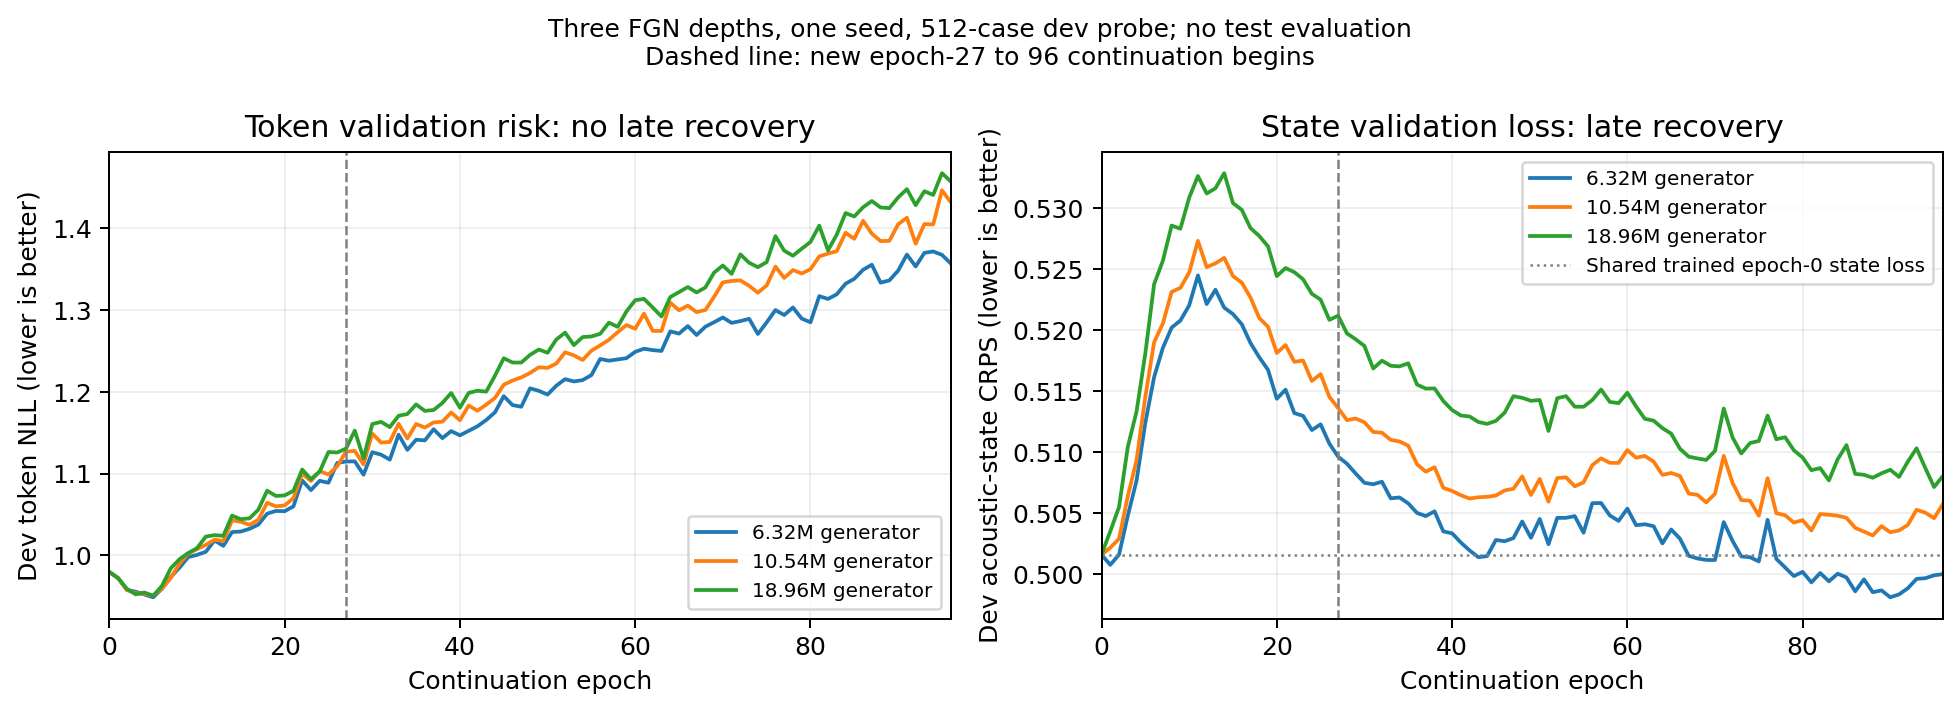 Three FGN depths, one seed, 512-case dev probe; no test evaluation
Dashed line: new epoch-27 to 96 continuation begins
Token validation risk: no late recovery
Dev token NLL (lower is better)
1.4
1.3
1.2
1.1
1.0
6.32M generator
10.54M generator
18.96M generator
0
20
40
60
80
Continuation epoch
State validation loss: late recovery
Dev acoustic-state CRPS (lower is better)
0.530
0.525
0.520
0.515
0.510
0.505
0.500
6.32M generator
10.54M generator
18.96M generator
Shared trained epoch-0 state loss
0
20
40
60
80
Continuation epoch